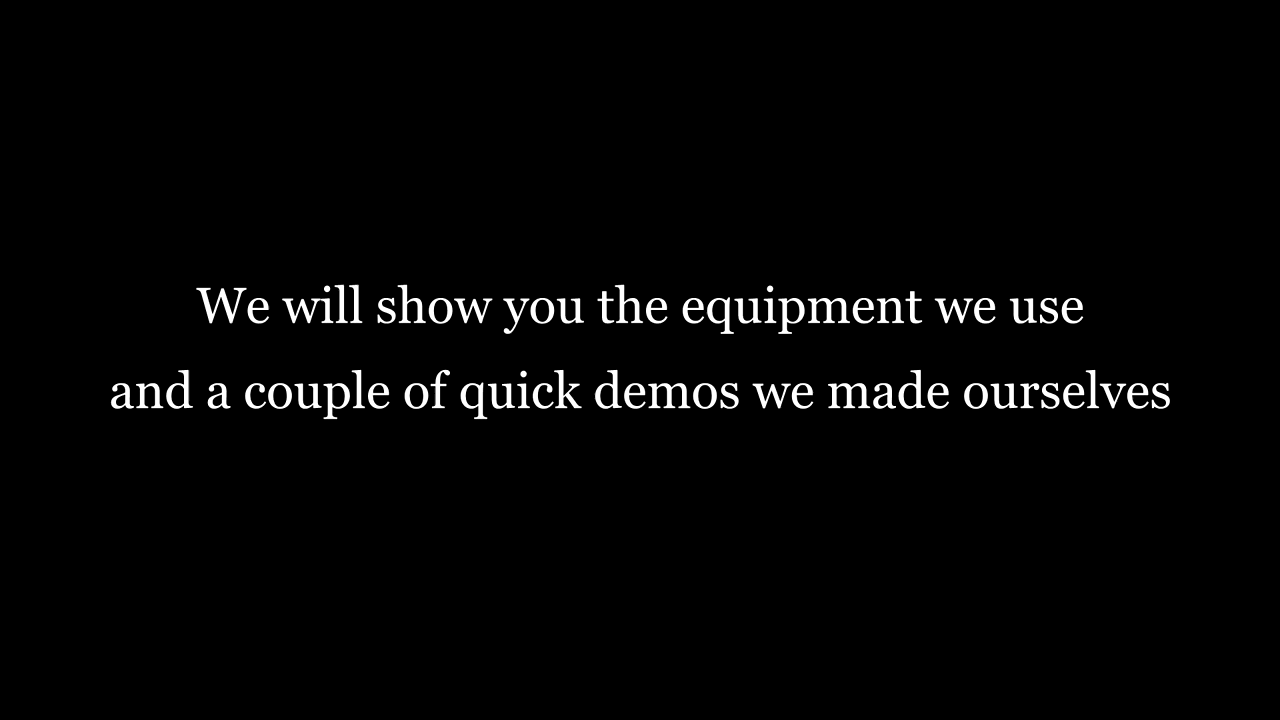 We will show you the equipment we use
and a couple of quick demos we made ourselves